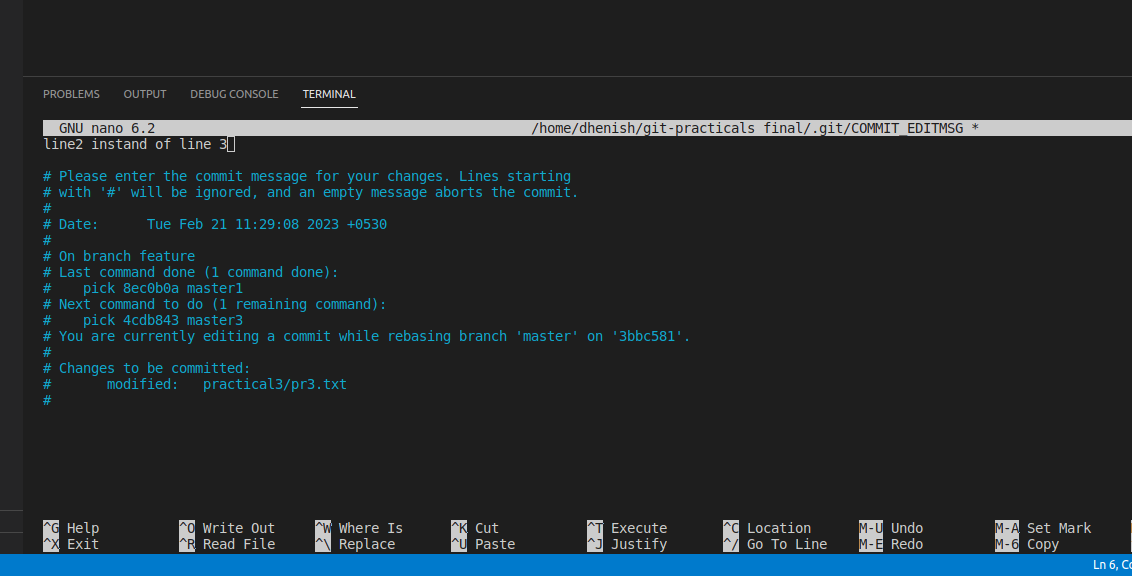 PROBLEMS OUTPUT DEBUG CONSOLE TERMINAL
GNU nano 6.2 /home/dhenish/git-practicals final/.git/COMMIT_EDITMSG *
line2 instand of line 3
# Please enter the commit message for your changes. Lines starting
# with '#' will be ignored, and an empty message aborts the commit.
#
# Date:      Tue Feb 21 11:29:08 2023 +0530
#
# On branch feature
# Last command done (1 command done):
#    pick 8ec0b0a master1
# Next command to do (1 remaining command):
#    pick 4cdb843 master3
# You are currently editing a commit while rebasing branch 'master' on '3bbc581'.
#
# Changes to be committed:
#       modified:   practical3/pr3.txt
#
^G Help ^O Write Out ^W Where Is ^K Cut ^T Execute ^C Location M-U Undo M-A Set Mark
^X Exit ^R Read File ^\ Replace ^U Paste ^J Justify ^/ Go To Line M-E Redo M-6 Copy
Ln 6,